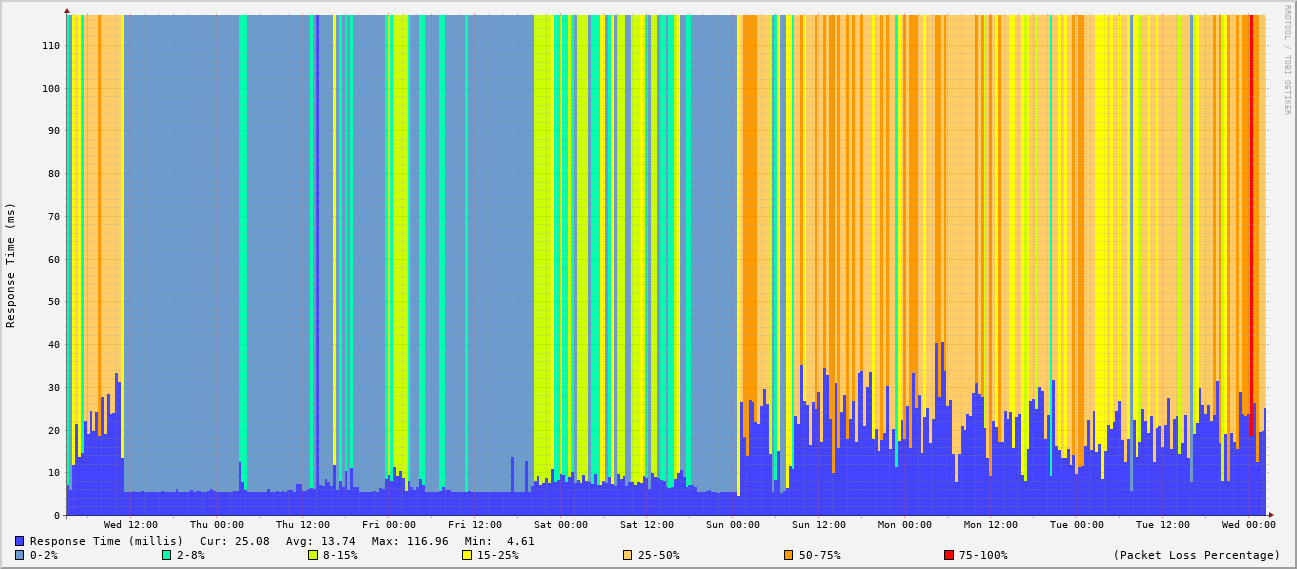 RRDTOOL / TOBI OETIKER
Response Time (ms)
110
100
90
80
70
60
50
40
30
20
10
0
Wed 12:00 Thu 00:00 Thu 12:00 Fri 00:00 Fri 12:00 Sat 00:00 Sat 12:00 Sun 00:00 Sun 12:00 Mon 00:00 Mon 12:00 Tue 00:00 Tue 12:00 Wed 00:00
Response Time (millis) Cur: 25.08 Avg: 13.74 Max: 116.96 Min: 4.61
0-2% 2-8% 8-15% 15-25% 25-50% 50-75% 75-100% (Packet Loss Percentage)